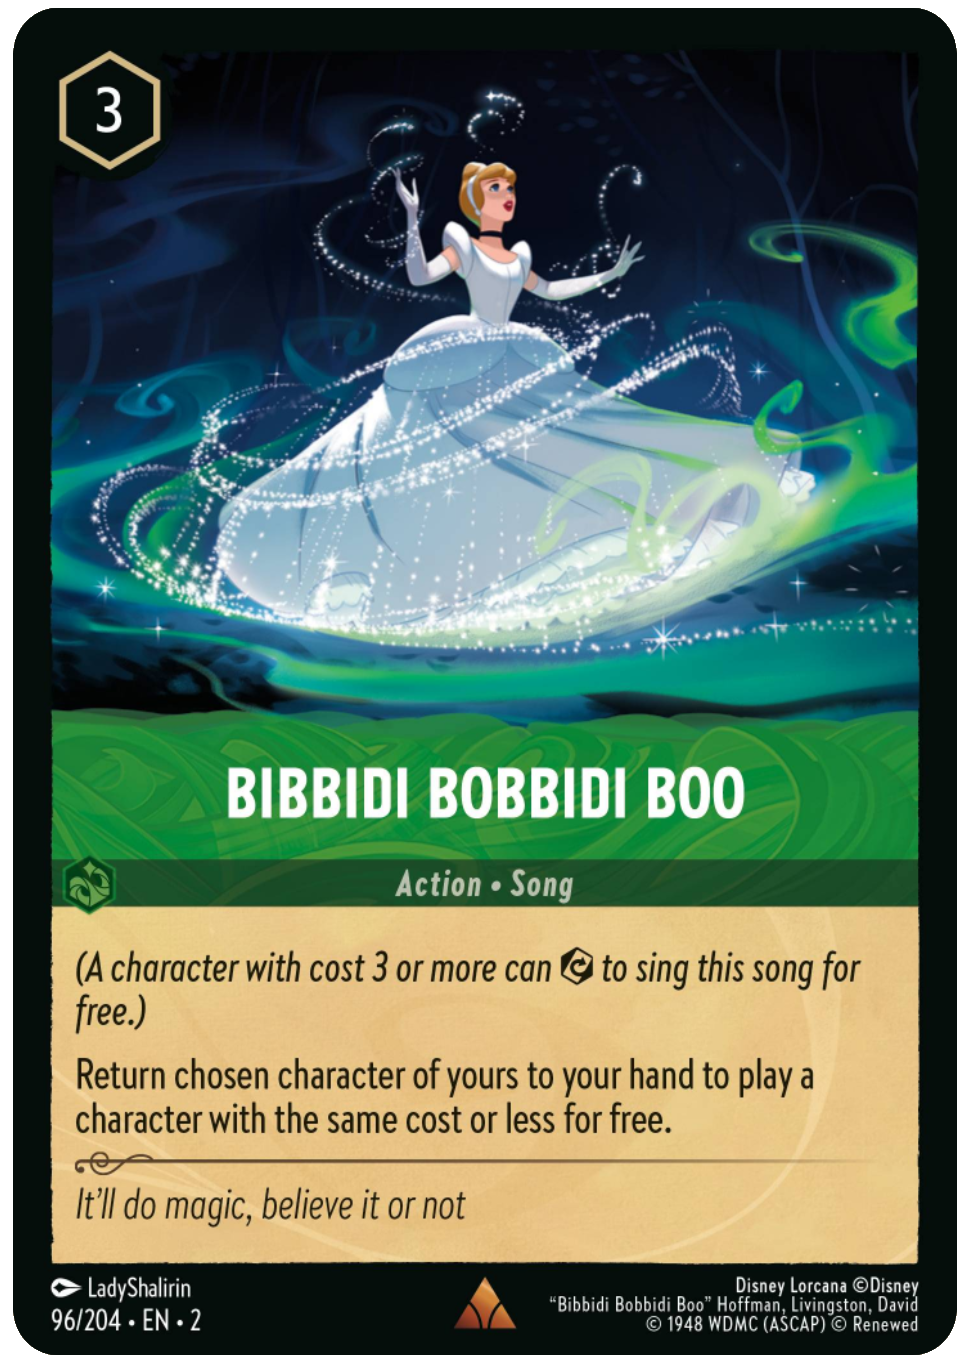 3
BIBBIDI BOBBIDI BOO
Action • Song
(A character with cost 3 or more can to sing this song for
free.)
Return chosen character of yours to your hand to play a
character with the same cost or less for free.
It'll do magic, believe it or not
LadyShalirin
96/204 • EN • 2
Disney Lorcana ©Disney
"Bibbidi Bobbidi Boo" Hoffman, Livingston, David
© 1948 WDMC (ASCAP) © Renewed